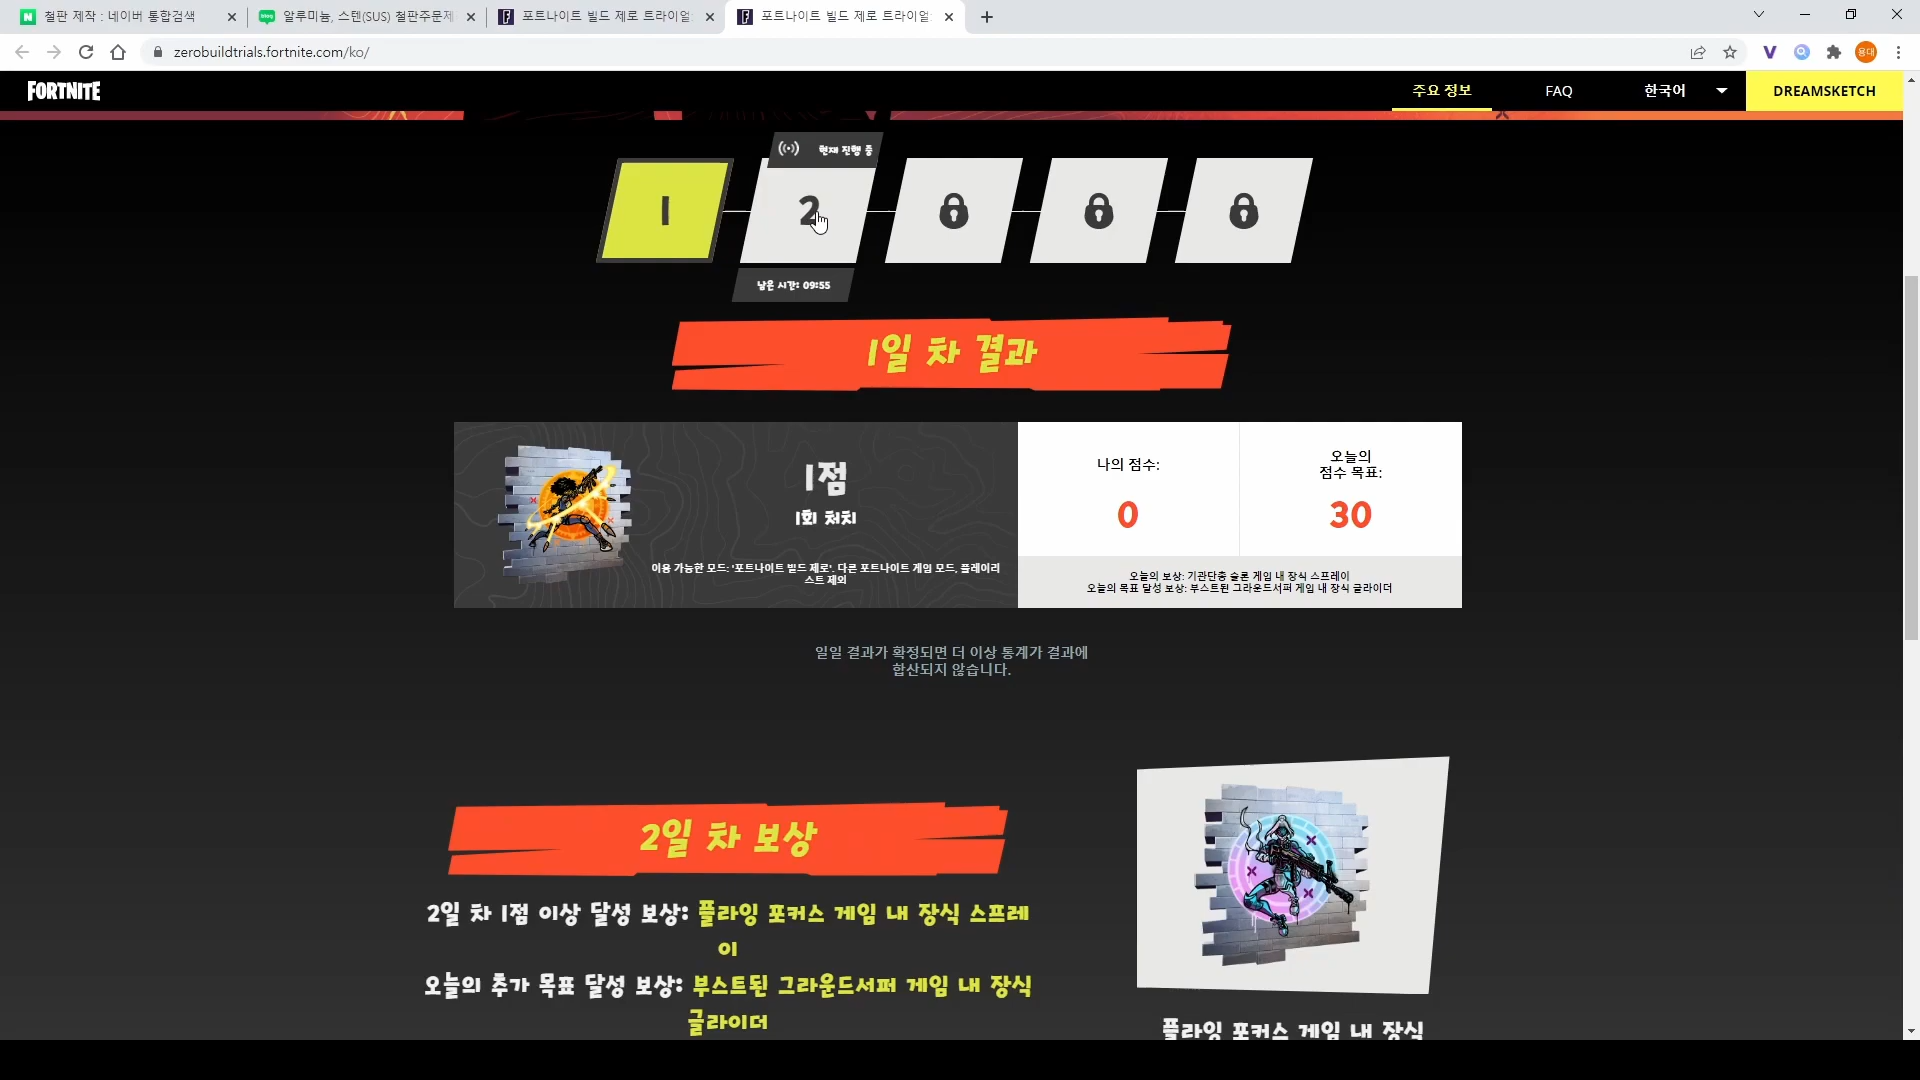 철판 제작 : 네이버 통합검색
알루미늄, 스텐(SUS) 철판주문제
포트나이트 빌드 제로 트라이얼
포트나이트 빌드 제로 트라이얼
zerobuildtrials.fortnite.com/ko/
용대
FORTNITE
주요 정보
FAQ
한국어
DREAMSKETCH
현재 진행 중
1
2
남은 시간: 09:55
1일 차 결과
1점
1회 처치
이용 가능한 모드: '포트나이트 빌드 제로'. 다른 포트나이트 게임 모드, 플레이리
스트 제외
나의 점수:
0
오늘의
점수 목표:
30
오늘의 보상: 기관단총 솔론 게임 내 장식 스프레이
오늘의 목표 달성 보상: 부스트된 그라운드서퍼 게임 내 장식 글라이더
일일 결과가 확정되면 더 이상 통계가 결과에
합산되지 않습니다.
2일 차 보상
2일 차 1점 이상 달성 보상: 플라잉 포커스 게임 내 장식 스프레
이
오늘의 추가 목표 달성 보상: 부스트된 그라운드서퍼 게임 내 장식
글라이더
플라잉 포커스 게임 내 장식